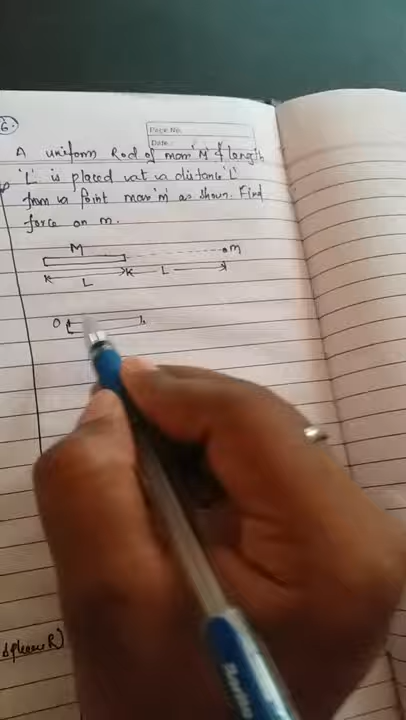 6.
Page No.
Date
A uniform Rod of mass 'M' & length
'L' is placed at a distance 'L'
from a point mass 'm' as shown. Find
force on m.
M
m
L
L
O